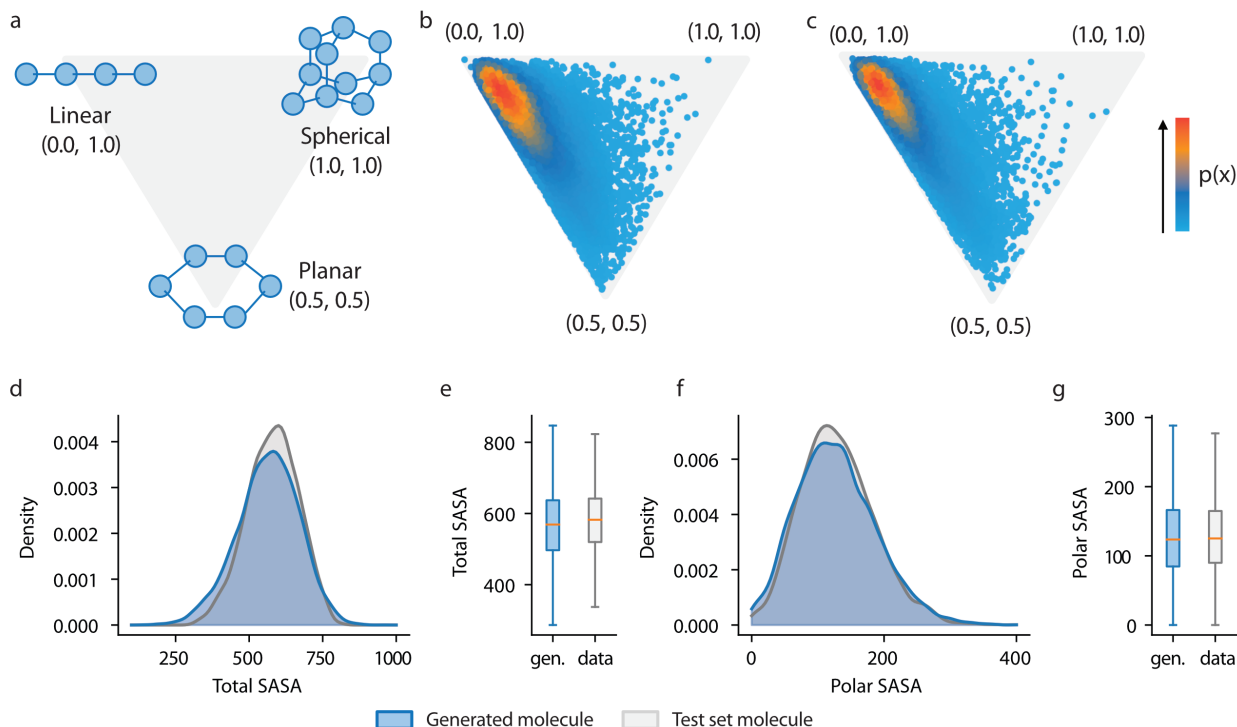 a
Linear
(0.0, 1.0)
Spherical
(1.0, 1.0)
Planar
(0.5, 0.5)
b
(0.0, 1.0)
(1.0, 1.0)
(0.5, 0.5)
c
(0.0, 1.0)
(1.0, 1.0)
(0.5, 0.5)
p(x)
d
Density
0.004
0.003
0.002
0.001
0.000
250
500
750
1000
Total SASA
e
Total SASA
800
600
400
gen.
data
f
Density
0.006
0.004
0.002
0.000
0
200
400
Polar SASA
g
Polar SASA
300
200
100
0
gen.
data
Generated molecule
Test set molecule